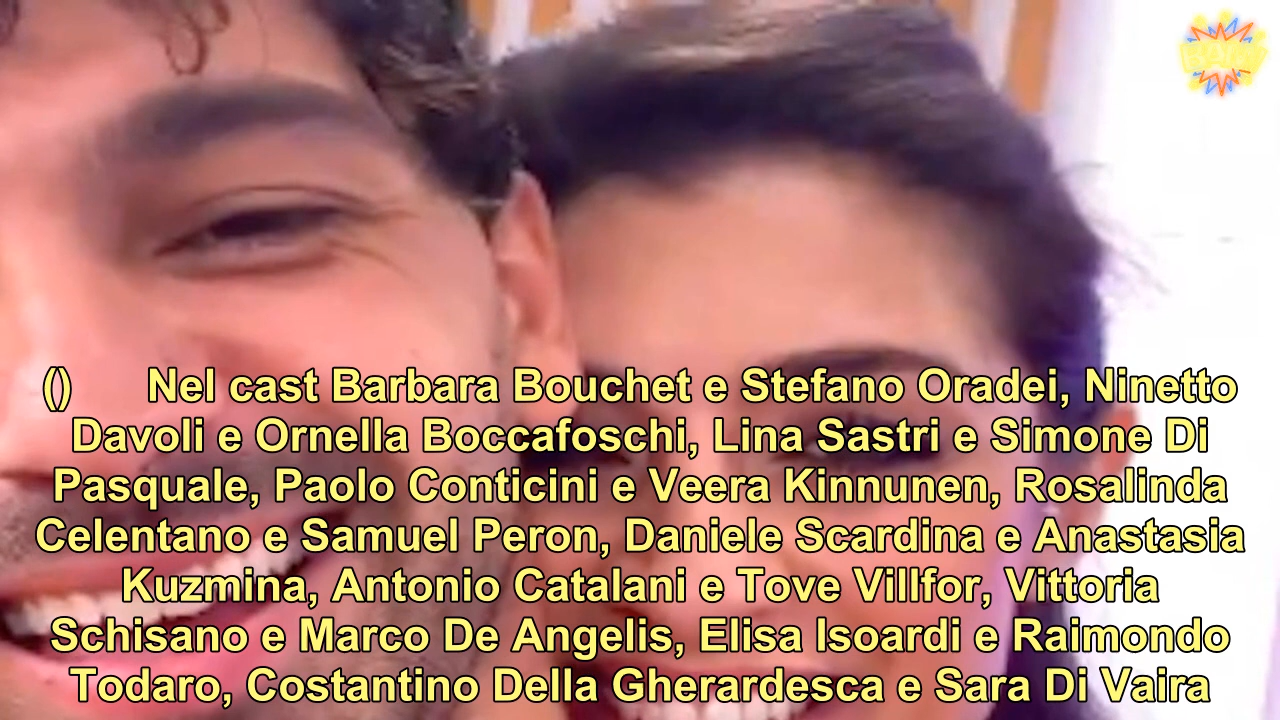 ()      Nel cast Barbara Bouchet e Stefano Oradei, Ninetto
Davoli e Ornella Boccafoschi, Lina Sastri e Simone Di
Pasquale, Paolo Conticini e Veera Kinnunen, Rosalinda
Celentano e Samuel Peron, Daniele Scardina e Anastasia
Kuzmina, Antonio Catalani e Tove Villfor, Vittoria
Schisano e Marco De Angelis, Elisa Isoardi e Raimondo
Todaro, Costantino Della Gherardesca e Sara Di Vaira